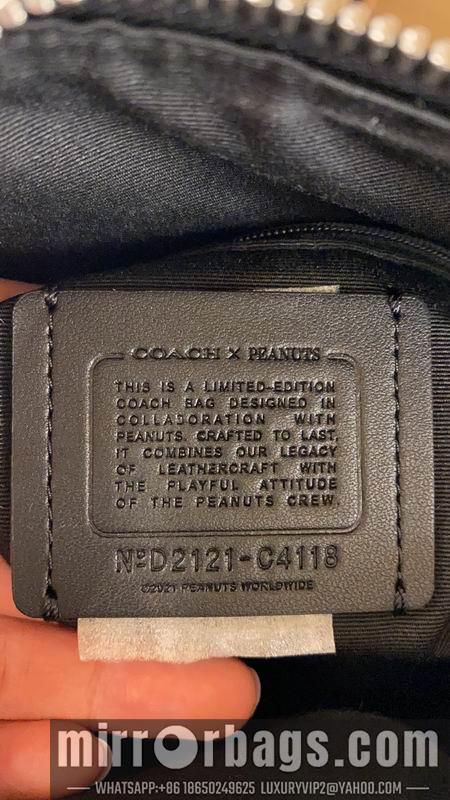 COACH X PEANUTS
THIS IS A LIMITED-EDITION
COACH BAG DESIGNED IN
COLLABORATION WITH
PEANUTS. CRAFTED TO LAST,
IT COMBINES OUR LEGACY
OF LEATHERCRAFT WITH
THE PLAYFUL ATTITUDE
OF THE PEANUTS CREW.
NºD2121-C4118
©2021 PEANUTS WORLDWIDE
mirrorbags.com
WHATSAPP:+86 18650249625 LUXURYVIP2@YAHOO.COM